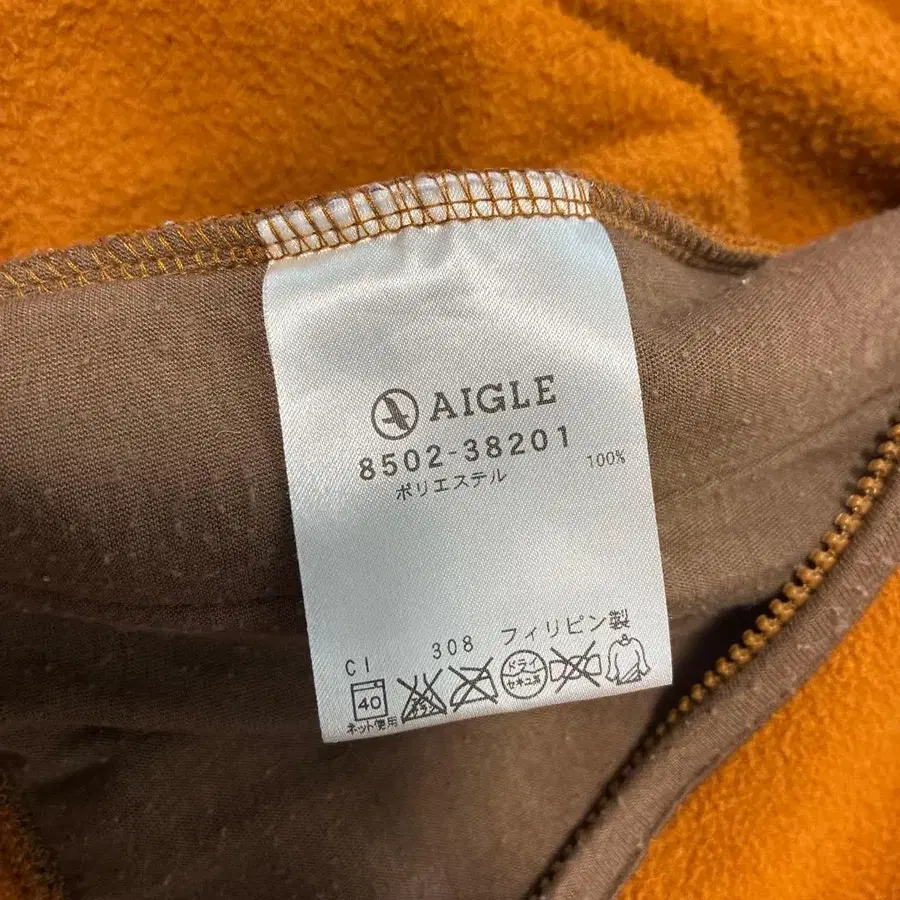 AIGLE
8502-38201
ポリエステル 100%
CI 308 フィリピン製
40
ネット使用
ドライ
セキユ系